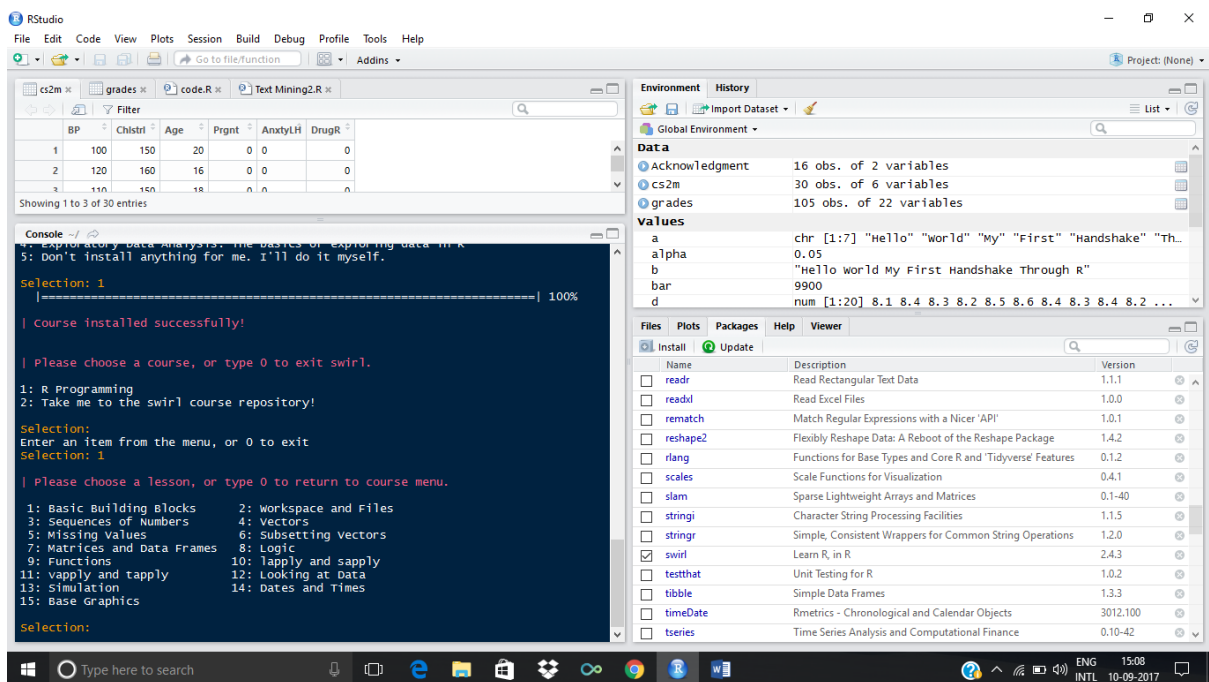 RStudio
File Edit Code View Plots Session Build Debug Profile Tools Help
Go to file/function Addins Project: (None)
cs2m grades code.R Text Mining2.R
Filter
BP Chlstrl Age Prgnt AnxtyLH DrugR
1 100 150 20 0 0 0
2 120 160 16 0 0 0
3 110 150 18 0 0 0
Showing 1 to 3 of 30 entries
Console ~/
4: Exploratory Data Analysis: The basics of exploring data in R
5: Don't install anything for me. I'll do it myself.
Selection: 1
|======================================================================| 100%
| Course installed successfully!
| Please choose a course, or type 0 to exit swirl.
1: R Programming
2: Take me to the swirl course repository!
Selection:
Enter an item from the menu, or 0 to exit
Selection: 1
| Please choose a lesson, or type 0 to return to course menu.
1: Basic Building Blocks 2: Workspace and Files
3: Sequences of Numbers 4: Vectors
5: Missing Values 6: Subsetting Vectors
7: Matrices and Data Frames 8: Logic
9: Functions 10: lapply and sapply
11: vapply and tapply 12: Looking at Data
13: Simulation 14: Dates and Times
15: Base Graphics
Selection:
Environment History
Import Dataset List
Global Environment
Data
Acknowledgment 16 obs. of 2 variables
cs2m 30 obs. of 6 variables
grades 105 obs. of 22 variables
Values
a chr [1:7] "Hello" "World" "My" "First" "Handshake" "Th…
alpha 0.05
b "Hello World My First Handshake Through R"
bar 9900
d num [1:20] 8.1 8.4 8.3 8.2 8.5 8.6 8.4 8.3 8.4 8.2 ...
Files Plots Packages Help Viewer
Install Update
Name Description Version
readr Read Rectangular Text Data 1.1.1
readxl Read Excel Files 1.0.0
rematch Match Regular Expressions with a Nicer 'API' 1.0.1
reshape2 Flexibly Reshape Data: A Reboot of the Reshape Package 1.4.2
rlang Functions for Base Types and Core R and 'Tidyverse' Features 0.1.2
scales Scale Functions for Visualization 0.4.1
slam Sparse Lightweight Arrays and Matrices 0.1-40
stringi Character String Processing Facilities 1.1.5
stringr Simple, Consistent Wrappers for Common String Operations 1.2.0
swirl Learn R, in R 2.4.3
testthat Unit Testing for R 1.0.2
tibble Simple Data Frames 1.3.3
timeDate Rmetrics - Chronological and Calendar Objects 3012.100
tseries Time Series Analysis and Computational Finance 0.10-42
Type here to search
ENG 15:08
INTL 10-09-2017